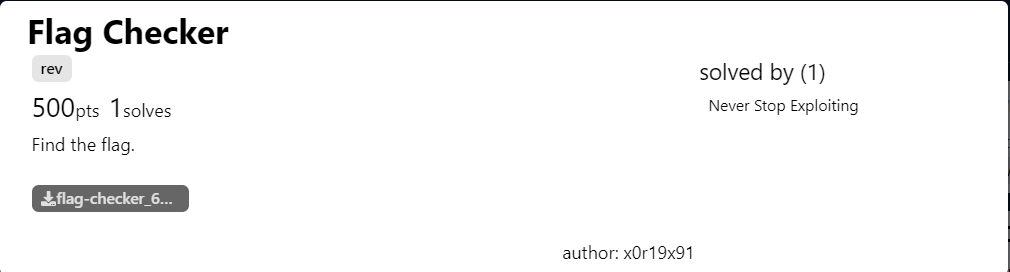 Flag Checker
rev
500pts 1solves
Find the flag.
flag-checker_6...
solved by (1)
Never Stop Exploiting
author: x0r19x91